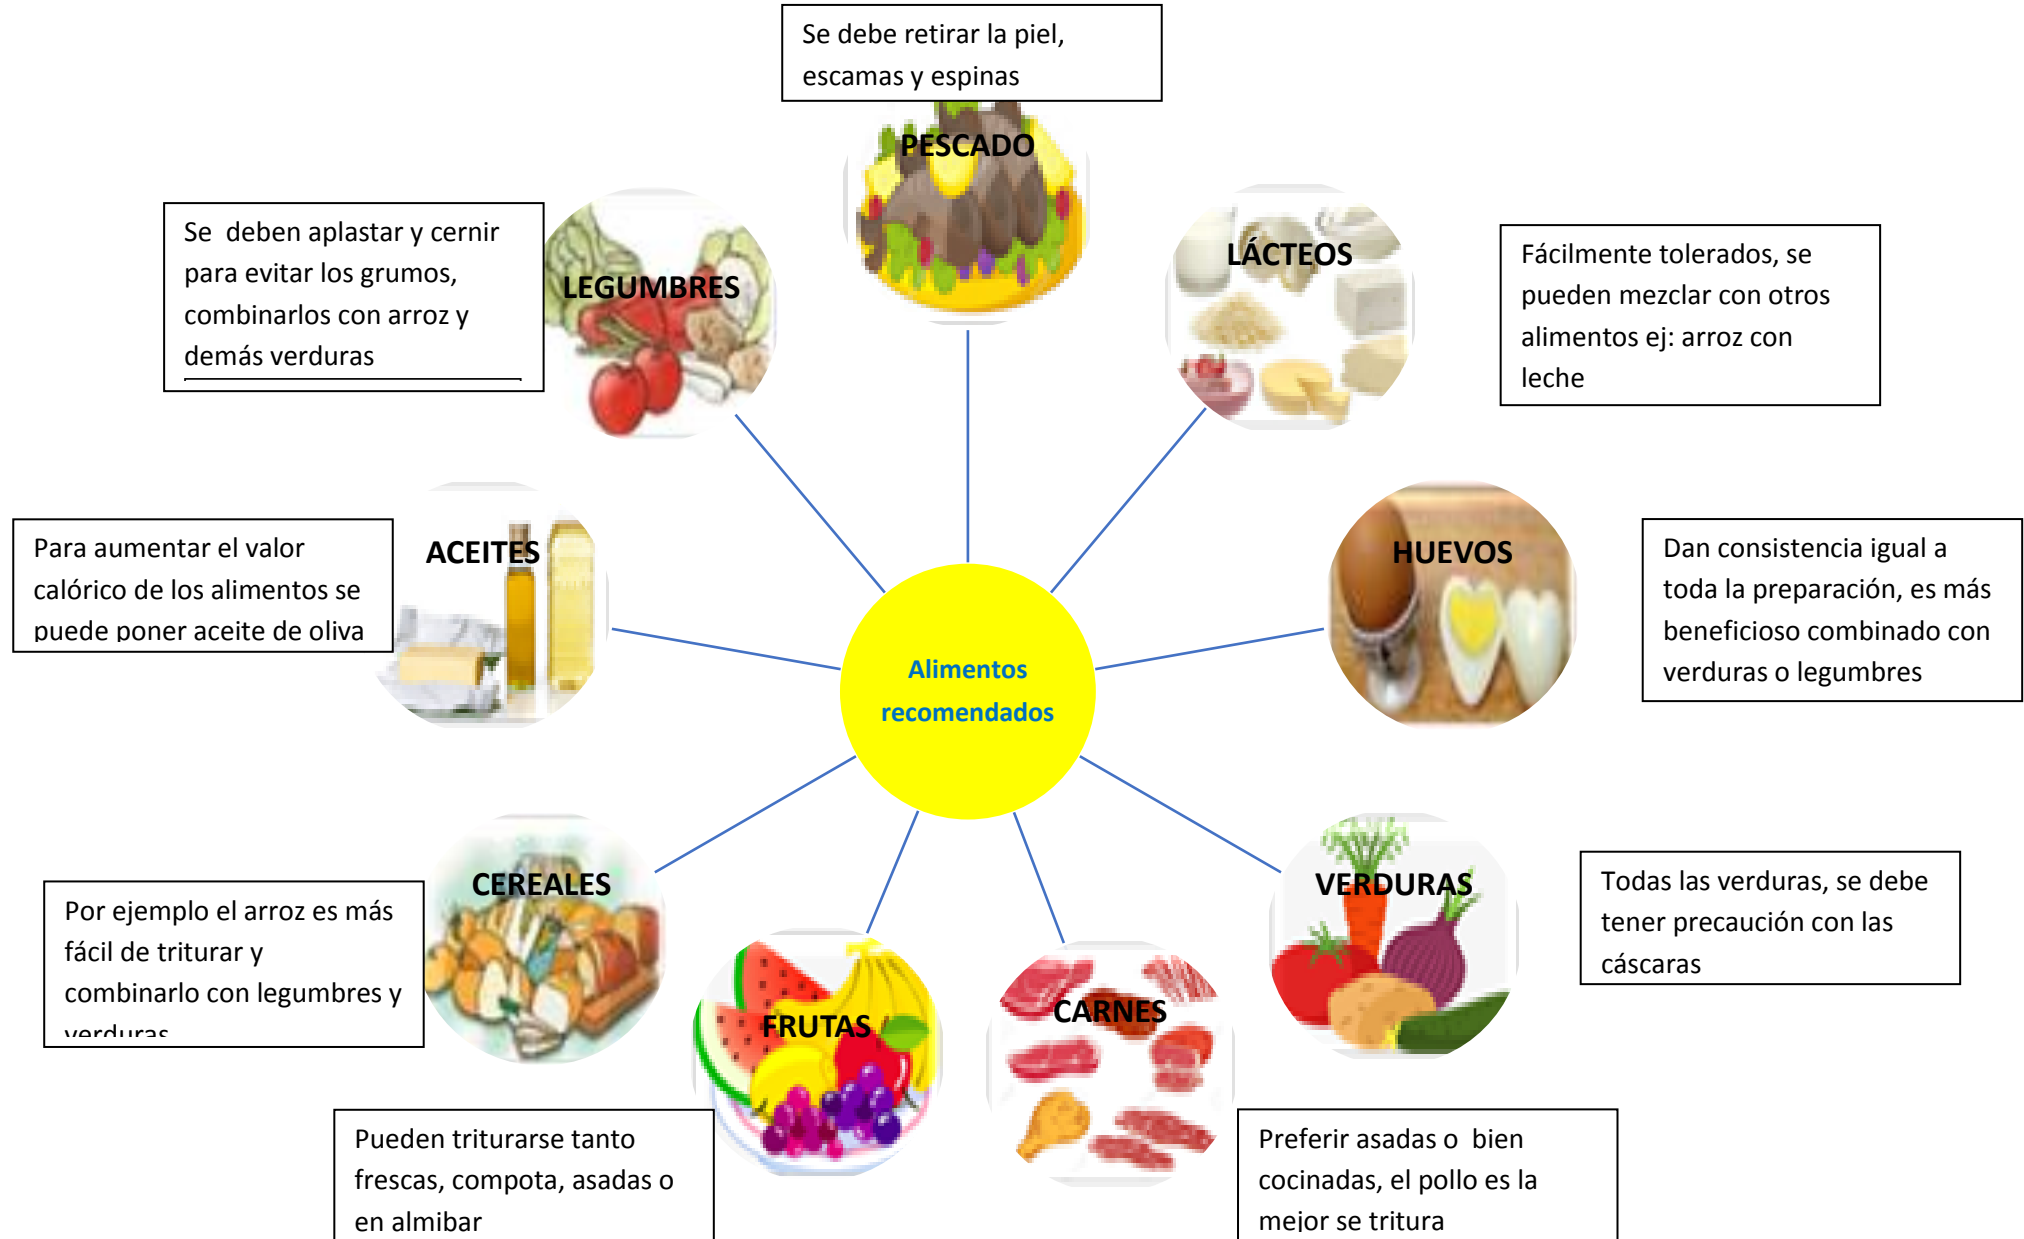 Se debe retirar la piel,
escamas y espinas
PESCADO
Se deben aplastar y cernir
para evitar los grumos,
combinarlos con arroz y
demás verduras
LEGUMBRES
LÁCTEOS
Fácilmente tolerados, se
pueden mezclar con otros
alimentos ej: arroz con
leche
Para aumentar el valor
calórico de los alimentos se
puede poner aceite de oliva
ACEITES
HUEVOS
Dan consistencia igual a
toda la preparación, es más
beneficioso combinado con
verduras o legumbres
Alimentos
recomendados
Por ejemplo el arroz es más
fácil de triturar y
combinarlo con legumbres y
verduras
CEREALES
VERDURAS
Todas las verduras, se debe
tener precaución con las
cáscaras
FRUTAS
Pueden triturarse tanto
frescas, compota, asadas o
en almibar
CARNES
Preferir asadas o bien
cocinadas, el pollo es la
mejor se tritura